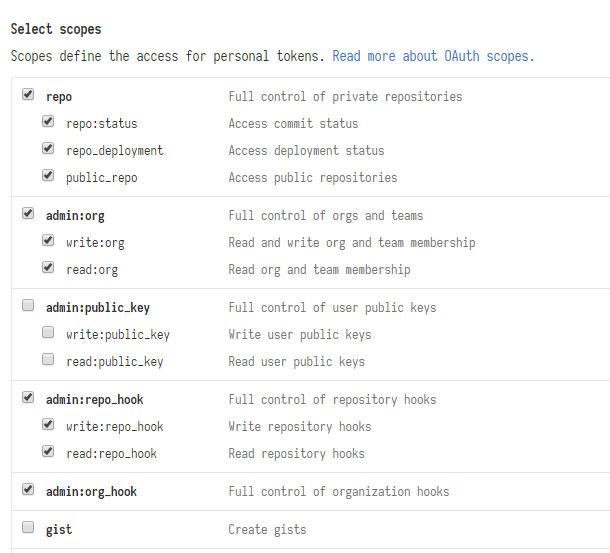 Select scopes
Scopes define the access for personal tokens. Read more about OAuth scopes.
repo Full control of private repositories
repo:status Access commit status
repo_deployment Access deployment status
public_repo Access public repositories
admin:org Full control of orgs and teams
write:org Read and write org and team membership
read:org Read org and team membership
admin:public_key Full control of user public keys
write:public_key Write user public keys
read:public_key Read user public keys
admin:repo_hook Full control of repository hooks
write:repo_hook Write repository hooks
read:repo_hook Read repository hooks
admin:org_hook Full control of organization hooks
gist Create gists